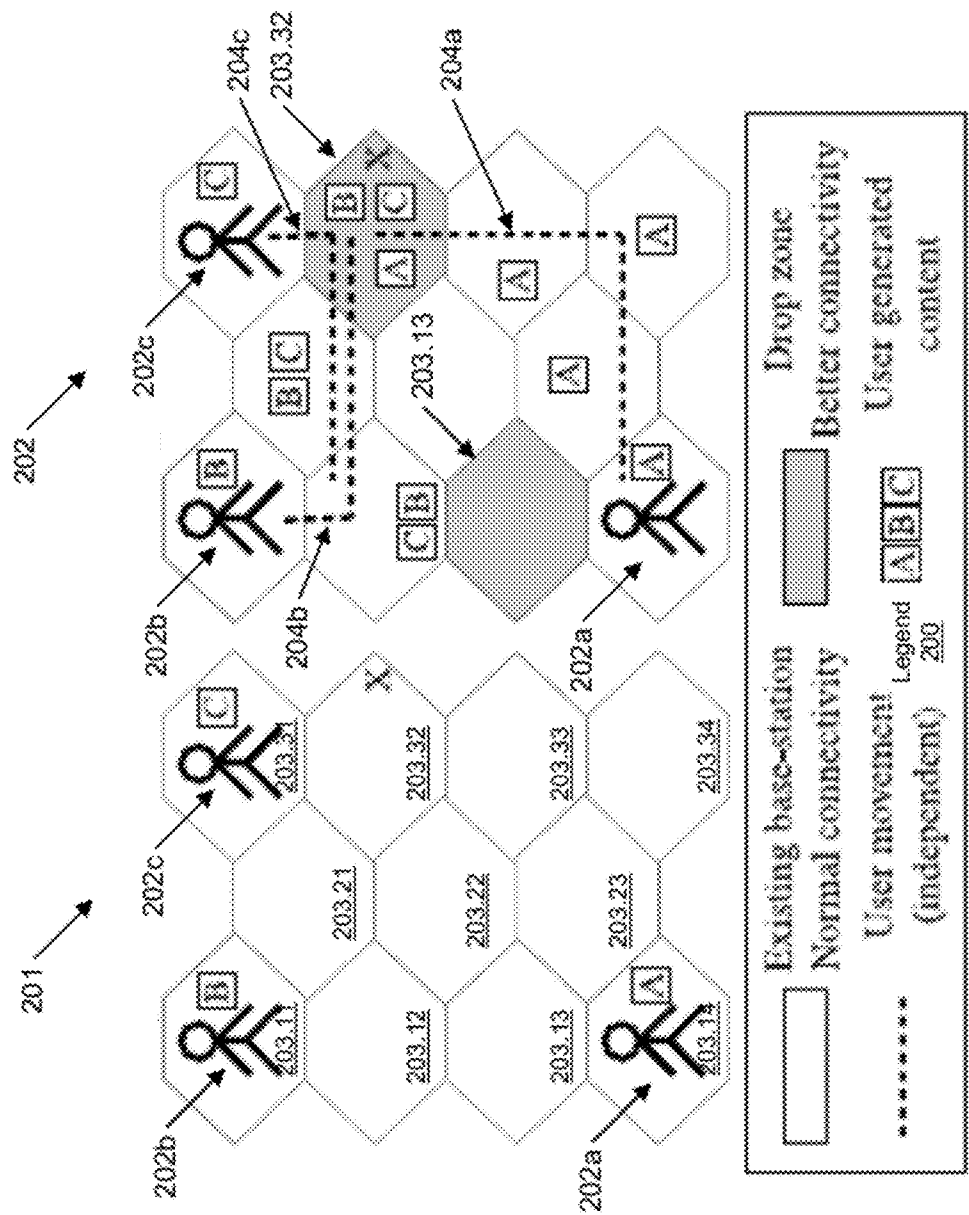 201
202b
202c
B
C
203.11
203.31
X
203.21
203.12
203.32
203.22
203.13
203.33
203.23
A
203.14
203.34
202a
202
202b
202c
204c
203.32
B
C
204b
B C
B
X
A
C
C B
203.13
204a
A
A
A
A
202a
Existing base-station
Normal connectivity
Drop zone
Better connectivity
User movement
(independent)
Legend
200
A B C
User generated
content